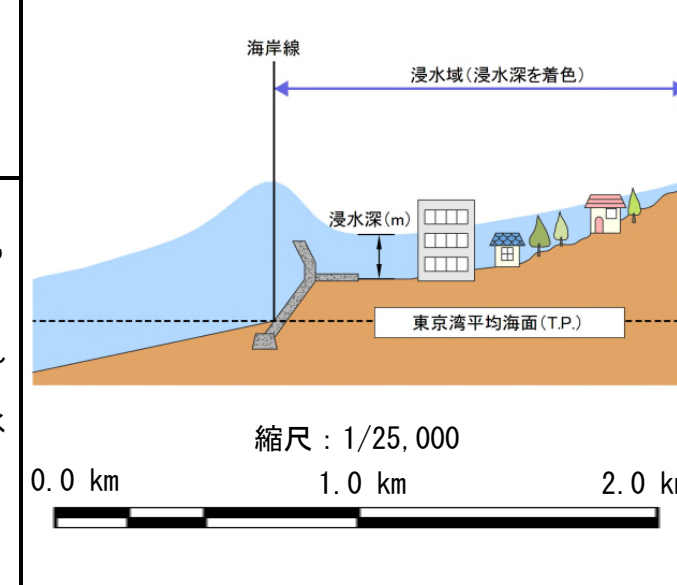 海岸線
浸水域(浸水深を着色)
浸水深(m)
東京湾平均海面(T.P.)
縮尺：1/25,000
0.0 km 1.0 km 2.0 km